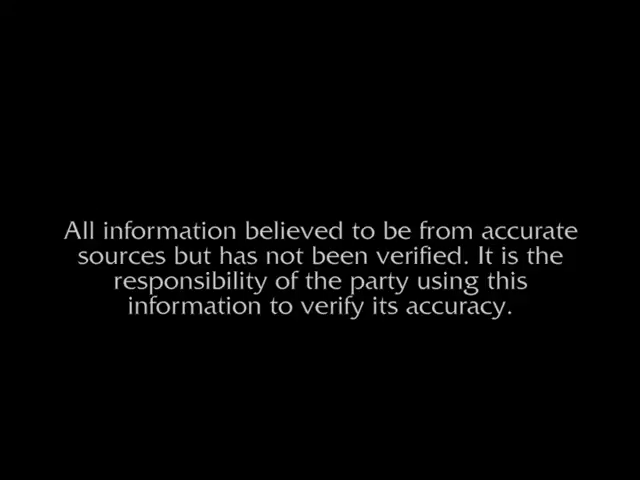 All information believed to be from accurate
sources but has not been verified. It is the
responsibility of the party using this
information to verify its accuracy.